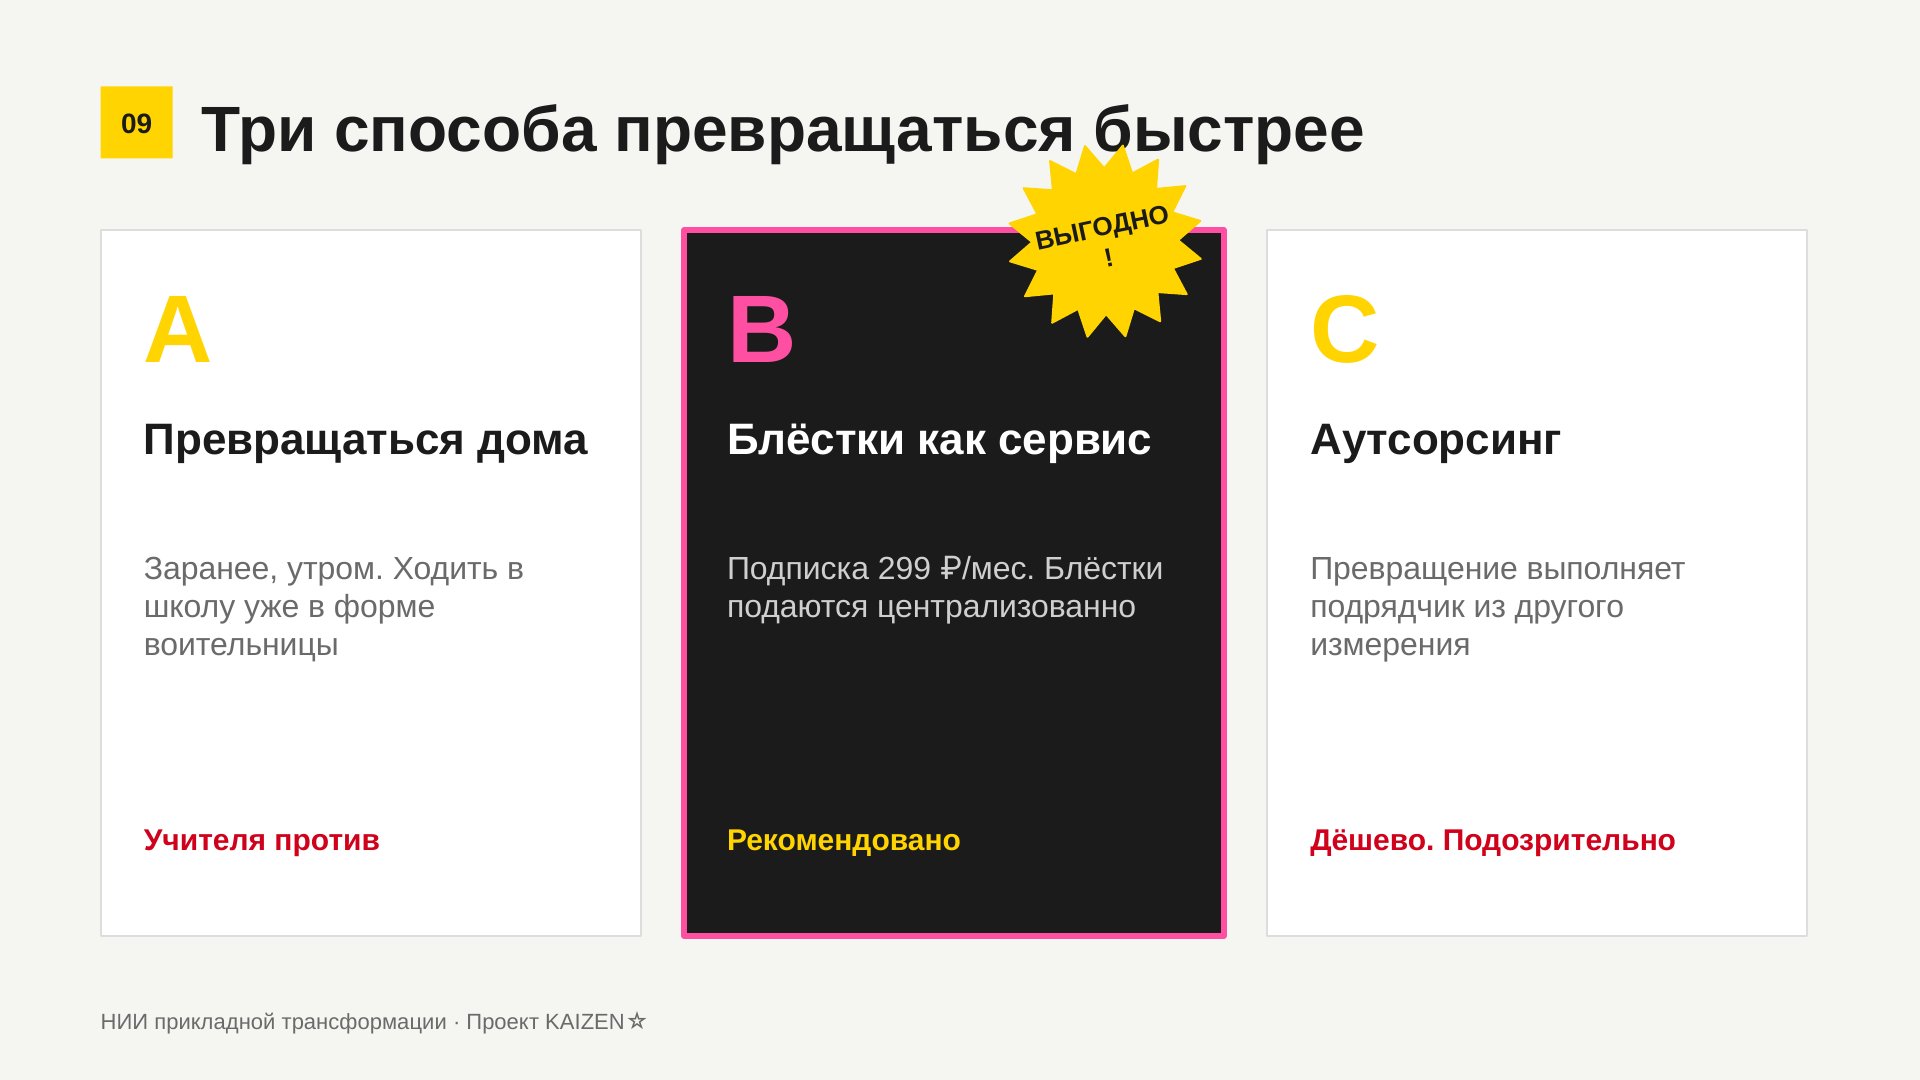 09
Три способа превращаться быстрее
ВЫГОДНО
!
A
Превращаться дома
Заранее, утром. Ходить в
школу уже в форме
воительницы
Учителя против
B
Блёстки как сервис
Подписка 299 ₽/мес. Блёстки
подаются централизованно
Рекомендовано
C
Аутсорсинг
Превращение выполняет
подрядчик из другого
измерения
Дёшево. Подозрительно
НИИ прикладной трансформации · Проект KAIZEN☆